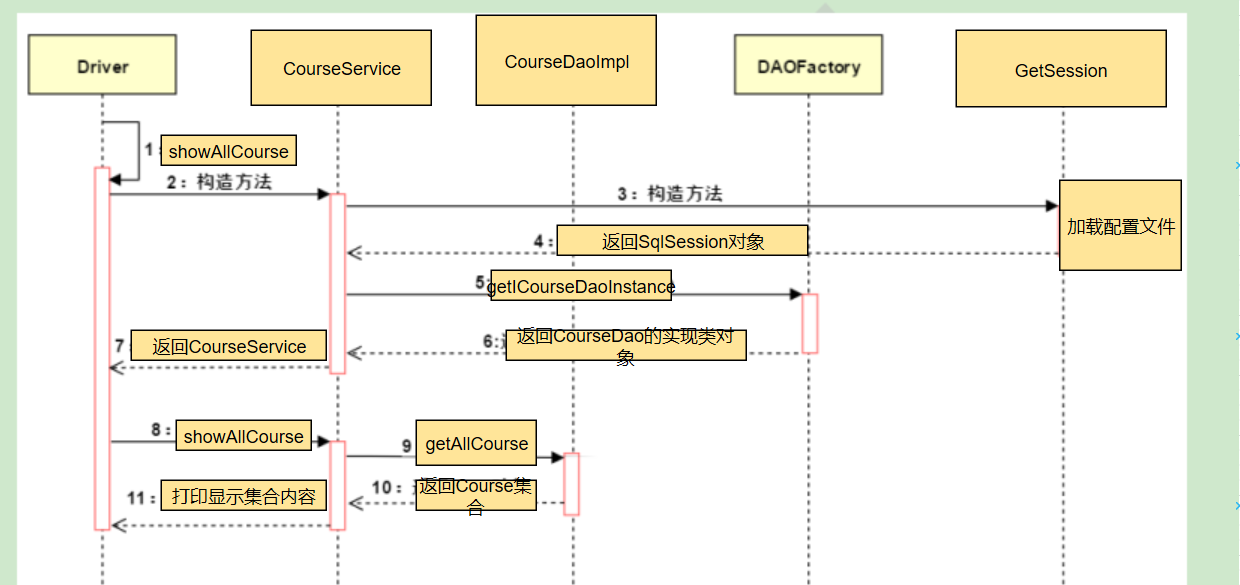 Driver
CourseService
CourseDaoImpl
DAOFactory
GetSession
1:
showAllCourse
2：构造方法
3：构造方法
加载配置文件
4：
返回SqlSession对象
5
getICourseDaoInstance
6:
返回CourseDao的实现类对
象
7
返回CourseService
8：
showAllCourse
9
getAllCourse
10：
返回Course集
合
11：
打印显示集合内容